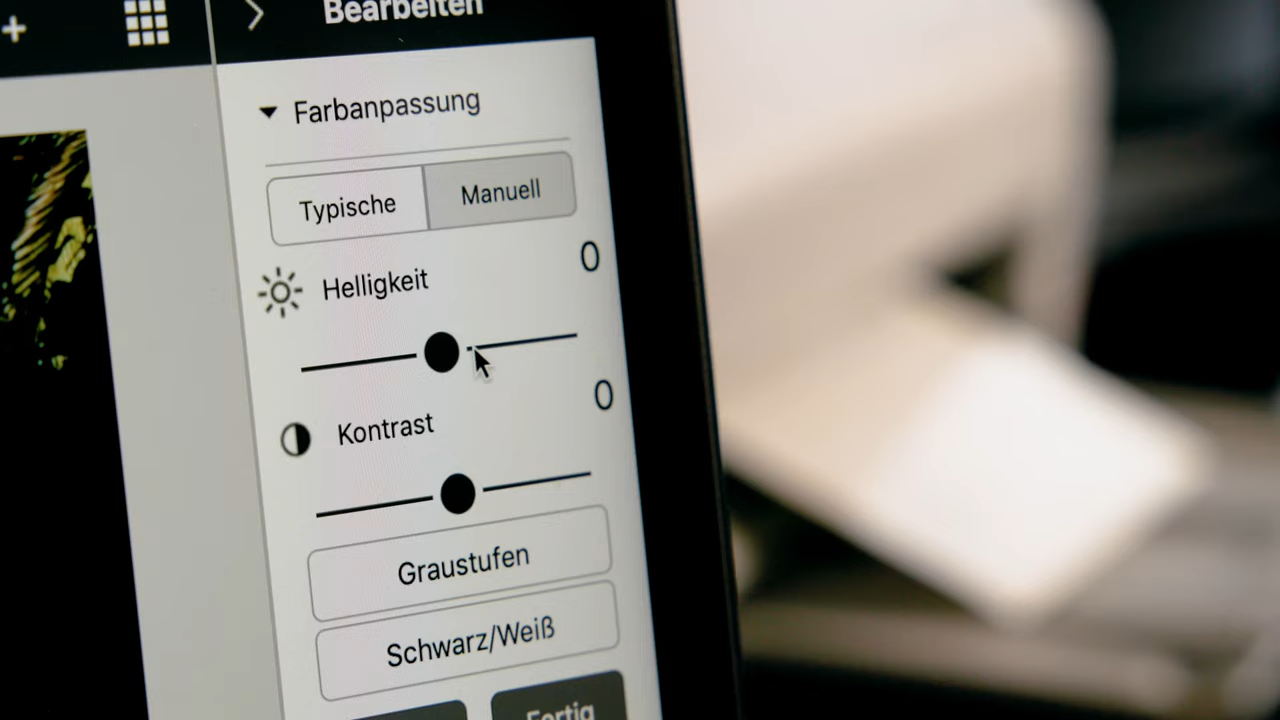 Bearbeiten
Farbanpassung
Typische
Manuell
Helligkeit
0
Kontrast
0
Graustufen
Schwarz/Weiß
Fertig